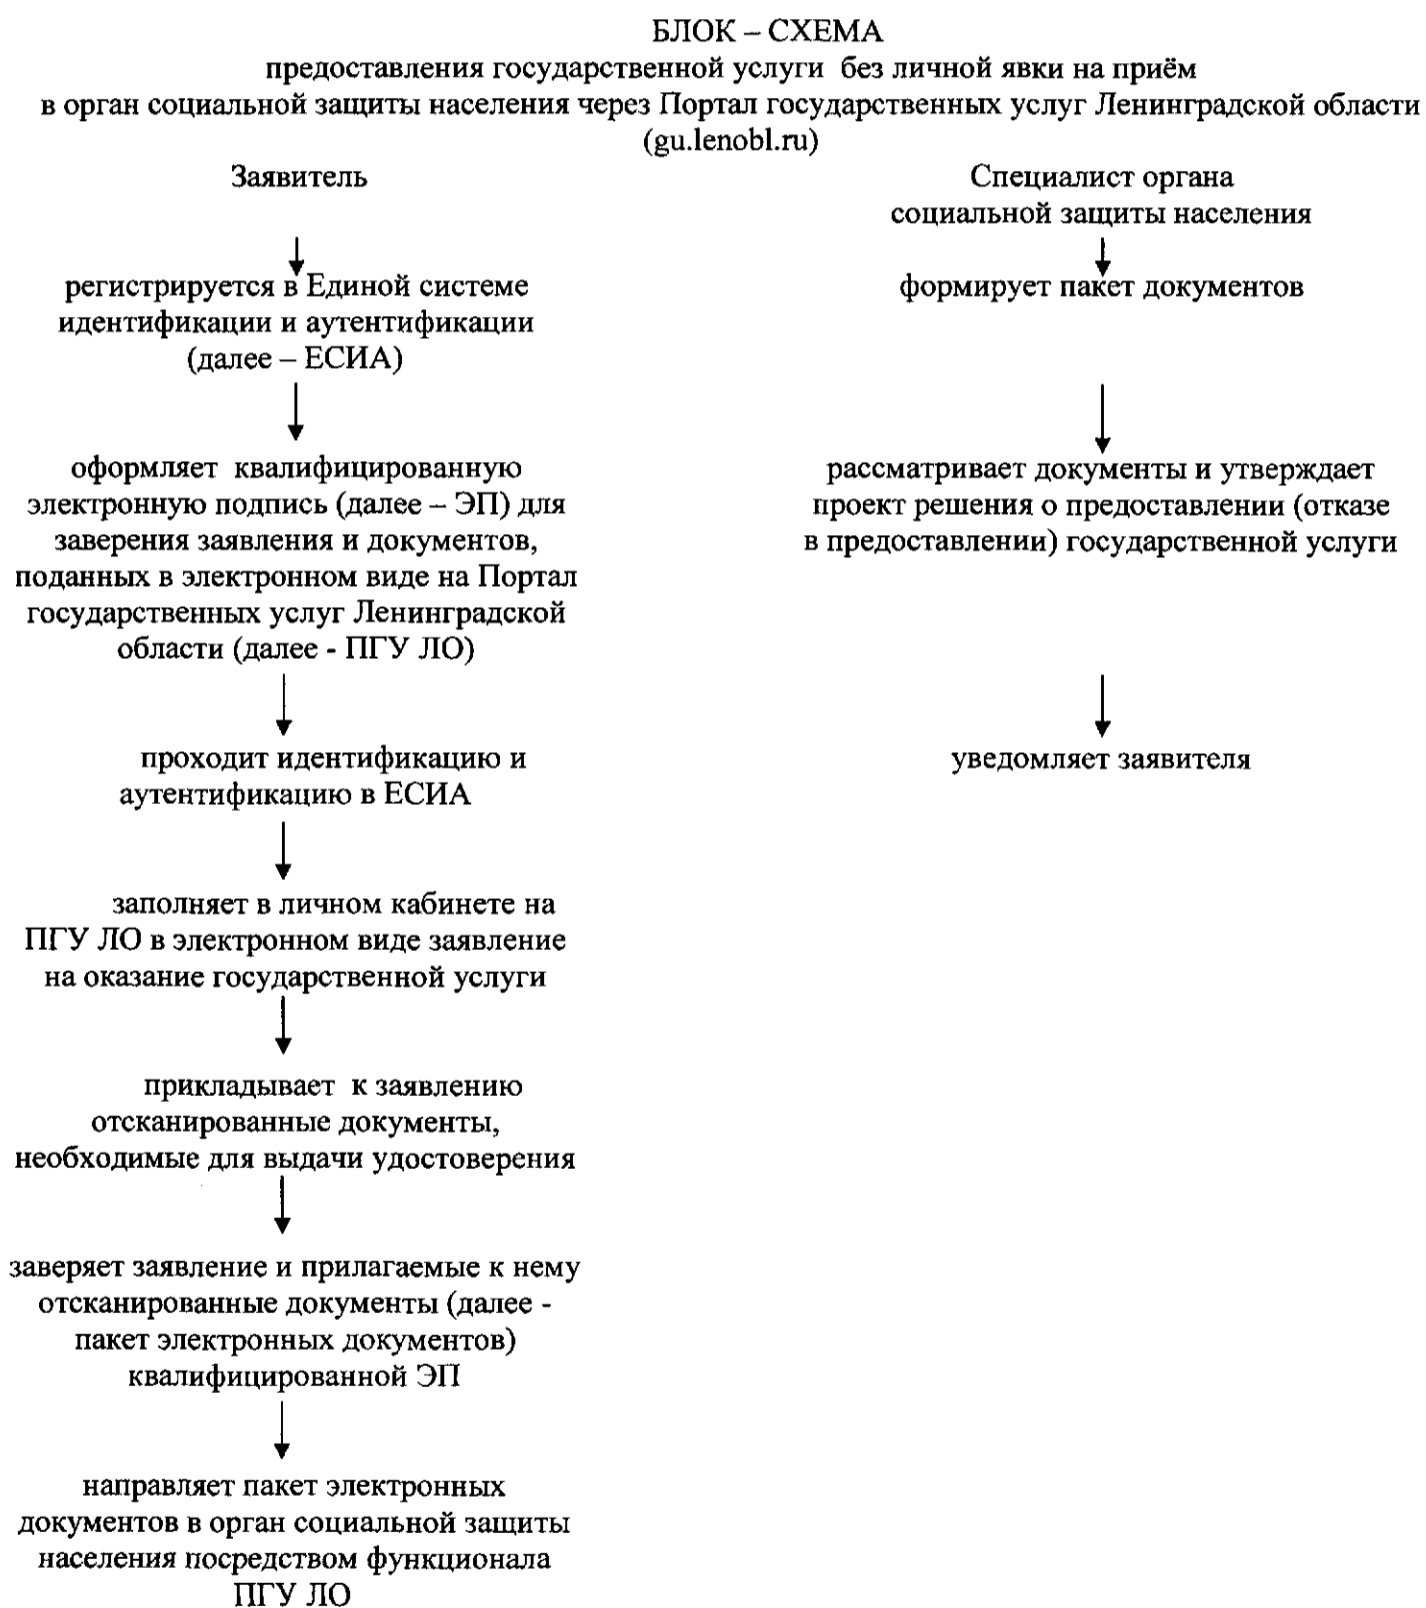 БЛОК – СХЕМА
предоставления государственной услуги  без личной явки на приём
в орган социальной защиты населения через Портал государственных услуг Ленинградской области
(gu.lenobl.ru)
Заявитель
регистрируется в Единой системе
идентификации и аутентификации
(далее – ЕСИА)
оформляет  квалифицированную
электронную подпись (далее – ЭП) для
заверения заявления и документов,
поданных в электронном виде на Портал
государственных услуг Ленинградской
области (далее - ПГУ ЛО)
проходит идентификацию и
аутентификацию в ЕСИА
заполняет в личном кабинете на
ПГУ ЛО в электронном виде заявление
на оказание государственной услуги
прикладывает  к заявлению
отсканированные документы,
необходимые для выдачи удостоверения
заверяет заявление и прилагаемые к нему
отсканированные документы (далее -
пакет электронных документов)
квалифицированной ЭП
направляет пакет электронных
документов в орган социальной защиты
населения посредством функционала
ПГУ ЛО
Специалист органа
социальной защиты населения
формирует пакет документов
рассматривает документы и утверждает
проект решения о предоставлении (отказе
в предоставлении) государственной услуги
уведомляет заявителя